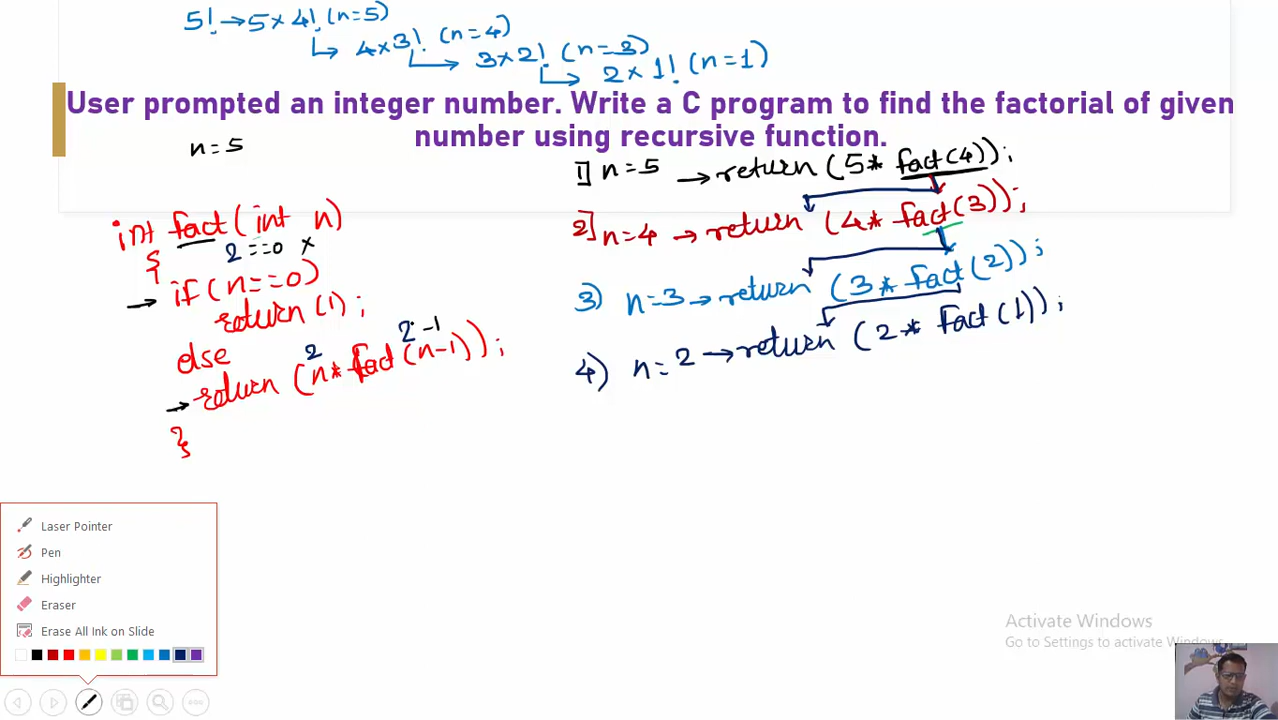 5! → 5 × 4! (n=5)
↳ 4×3! (n=4)
↳ 3×2! (n=3)
↳ 2 × 1! (n=1)
User prompted an integer number. Write a C program to find the factorial of given
number using recursive function.
n=5
int fact (int n)
{
2 ==0 ×
→ if (n==0)
return (1);
else
2 2-1
→ return (n* fact (n-1));
}
1] n=5 → return (5* fact(4));
2] n=4 → return (4* fact(3));
3) n=3 → return (3* fact(2));
4) n=2 → return (2* fact(1));
Laser Pointer
Pen
Highlighter
Eraser
Erase All Ink on Slide
Activate Windows
Go to Settings to activate Windows.